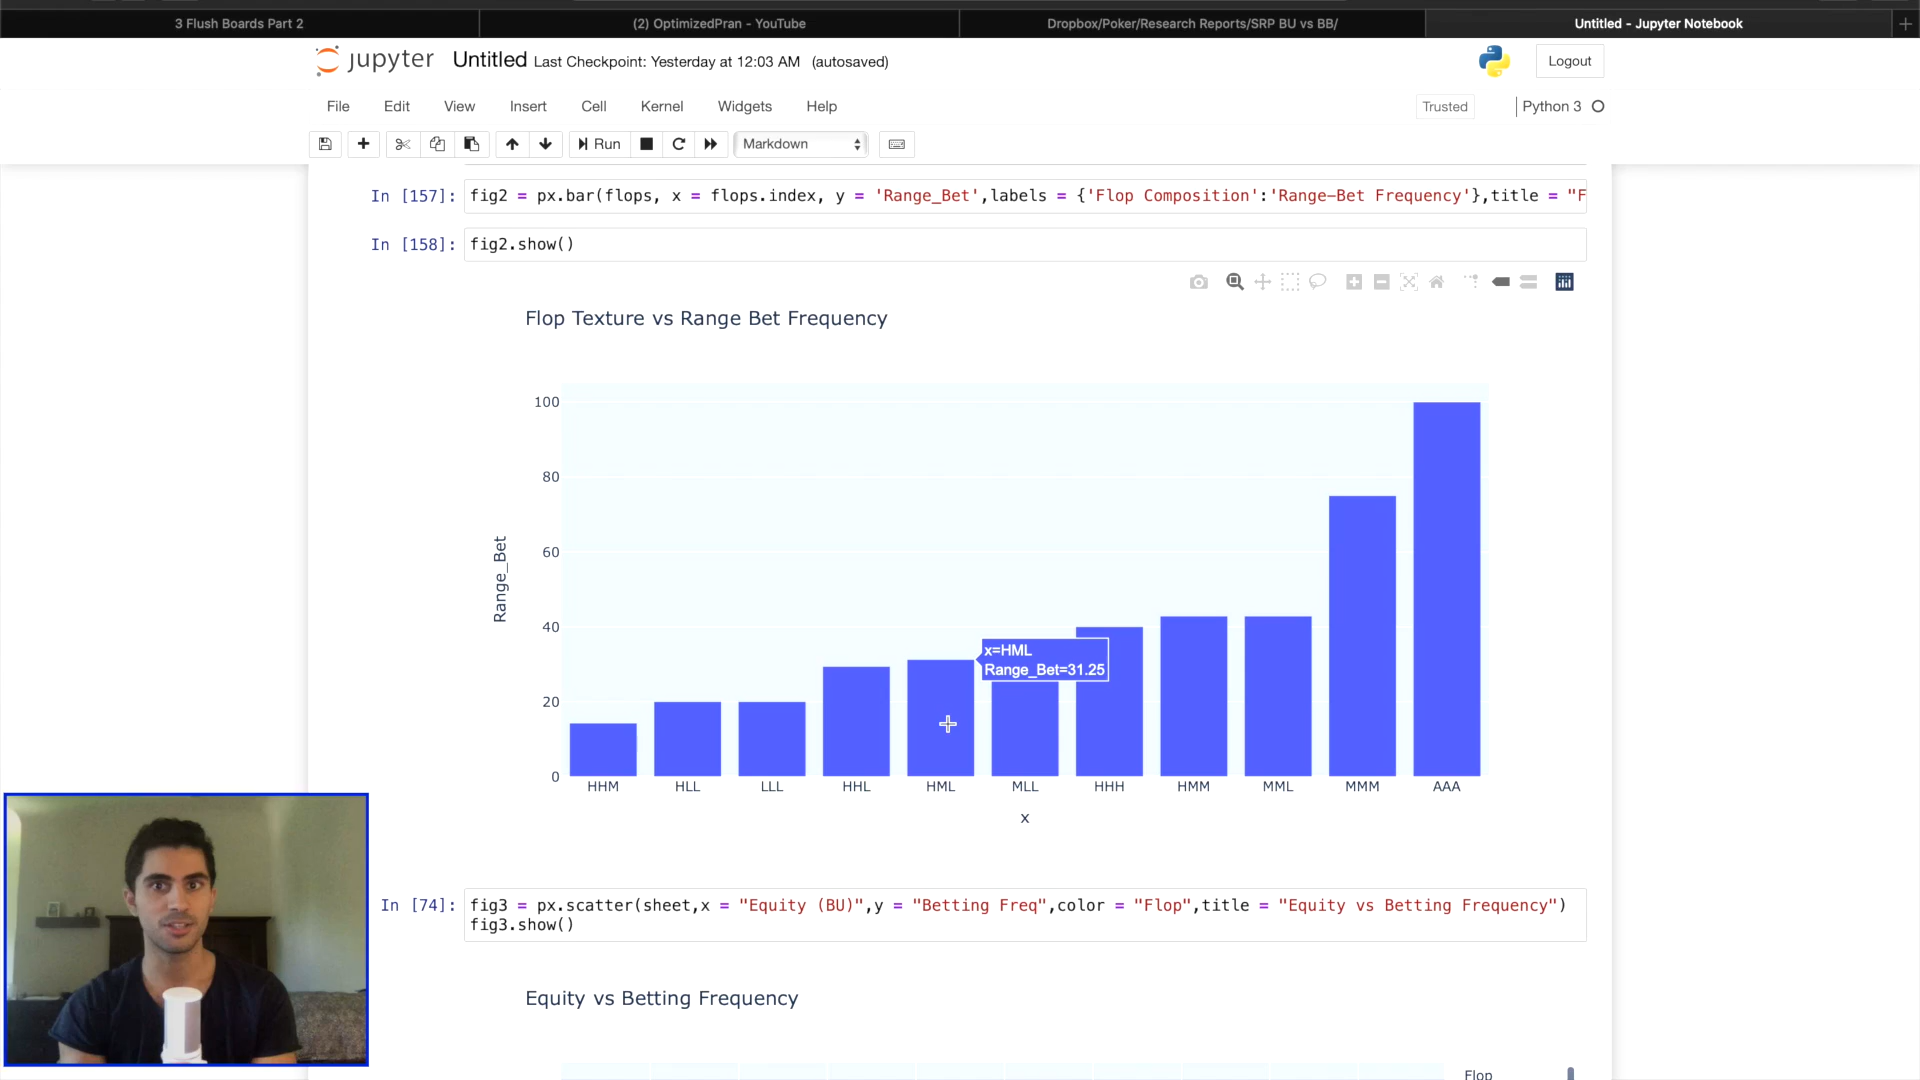 3 Flush Boards Part 2
(2) OptimizedPran - YouTube
Dropbox/Poker/Research Reports/SRP BU vs BB/
Untitled - Jupyter Notebook
jupyter Untitled Last Checkpoint: Yesterday at 12:03 AM (autosaved)
Logout
File Edit View Insert Cell Kernel Widgets Help
Trusted
Python 3
Run
Markdown
In [157]: fig2 = px.bar(flops, x = flops.index, y = 'Range_Bet',labels = {'Flop Composition':'Range-Bet Frequency'},title = "F
In [158]: fig2.show()
Flop Texture vs Range Bet Frequency
100
80
60
40
20
0
Range_Bet
x=HML
Range_Bet=31.25
HHM HLL LLL HHL HML MLL HHH HMM MML MMM AAA
x
In [74]: fig3 = px.scatter(sheet,x = "Equity (BU)",y = "Betting Freq",color = "Flop",title = "Equity vs Betting Frequency")
fig3.show()
Equity vs Betting Frequency
Flop